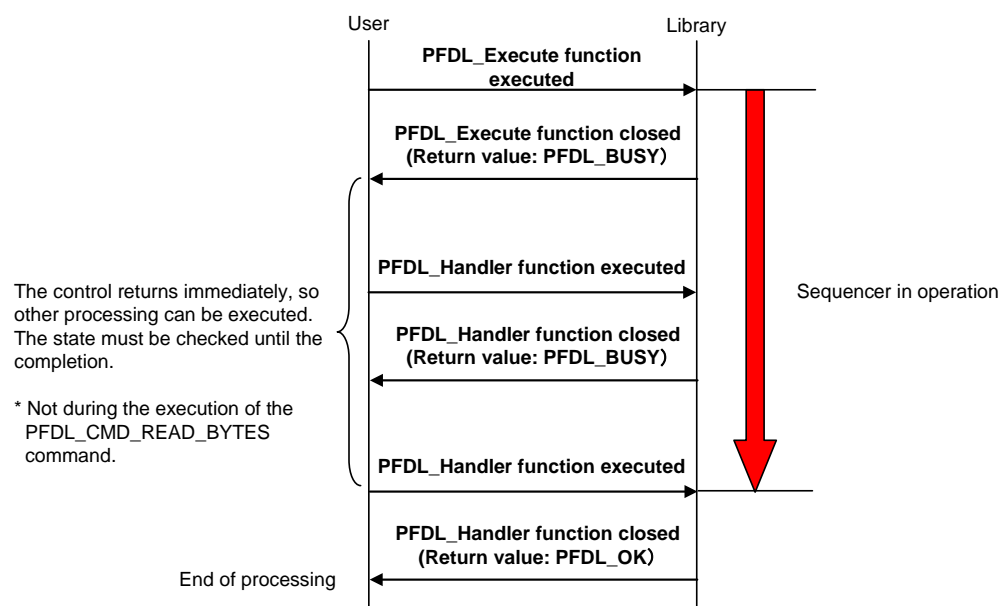 User
Library
PFDL_Execute function
executed
PFDL_Execute function closed
(Return value: PFDL_BUSY）
PFDL_Handler function executed
The control returns immediately, so
other processing can be executed.
The state must be checked until the
completion.
* Not during the execution of the
PFDL_CMD_READ_BYTES
command.
Sequencer in operation
PFDL_Handler function closed
(Return value: PFDL_BUSY）
PFDL_Handler function executed
PFDL_Handler function closed
(Return value: PFDL_OK）
End of processing